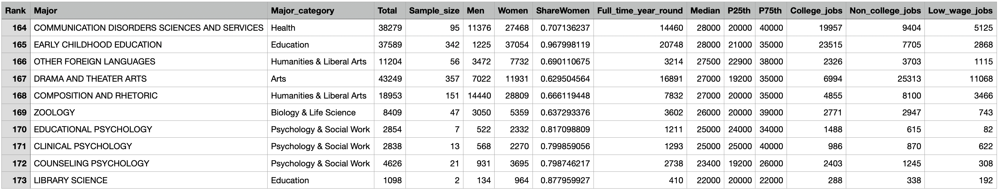 Rank Major Major_category Total Sample_size Men Women ShareWomen Full_time_year_round Median P25th P75th College_jobs Non_college_jobs Low_wage_jobs
164 COMMUNICATION DISORDERS SCIENCES AND SERVICES Health 38279 95 11376 27468 0.707136237 14460 28000 20000 40000 19957 9404 5125
165 EARLY CHILDHOOD EDUCATION Education 37589 342 1225 37054 0.967998119 20748 28000 21000 35000 23515 7705 2868
166 OTHER FOREIGN LANGUAGES Humanities & Liberal Arts 11204 56 3472 7732 0.690110675 3214 27500 22900 38000 2326 3703 1115
167 DRAMA AND THEATER ARTS Arts 43249 357 7022 11931 0.629504564 16891 27000 19200 35000 6994 25313 11068
168 COMPOSITION AND RHETORIC Humanities & Liberal Arts 18953 151 14440 28809 0.666119448 7832 27000 20000 35000 4855 8100 3466
169 ZOOLOGY Biology & Life Science 8409 47 3050 5359 0.637293376 3602 26000 20000 39000 2771 2947 743
170 EDUCATIONAL PSYCHOLOGY Psychology & Social Work 2854 7 522 2332 0.817098809 1211 25000 24000 34000 1488 615 82
171 CLINICAL PSYCHOLOGY Psychology & Social Work 2838 13 568 2270 0.799859056 1293 25000 25000 40000 986 870 622
172 COUNSELING PSYCHOLOGY Psychology & Social Work 4626 21 931 3695 0.798746217 2738 23400 19200 26000 2403 1245 308
173 LIBRARY SCIENCE Education 1098 2 134 964 0.877959927 410 22000 20000 22000 288 338 192